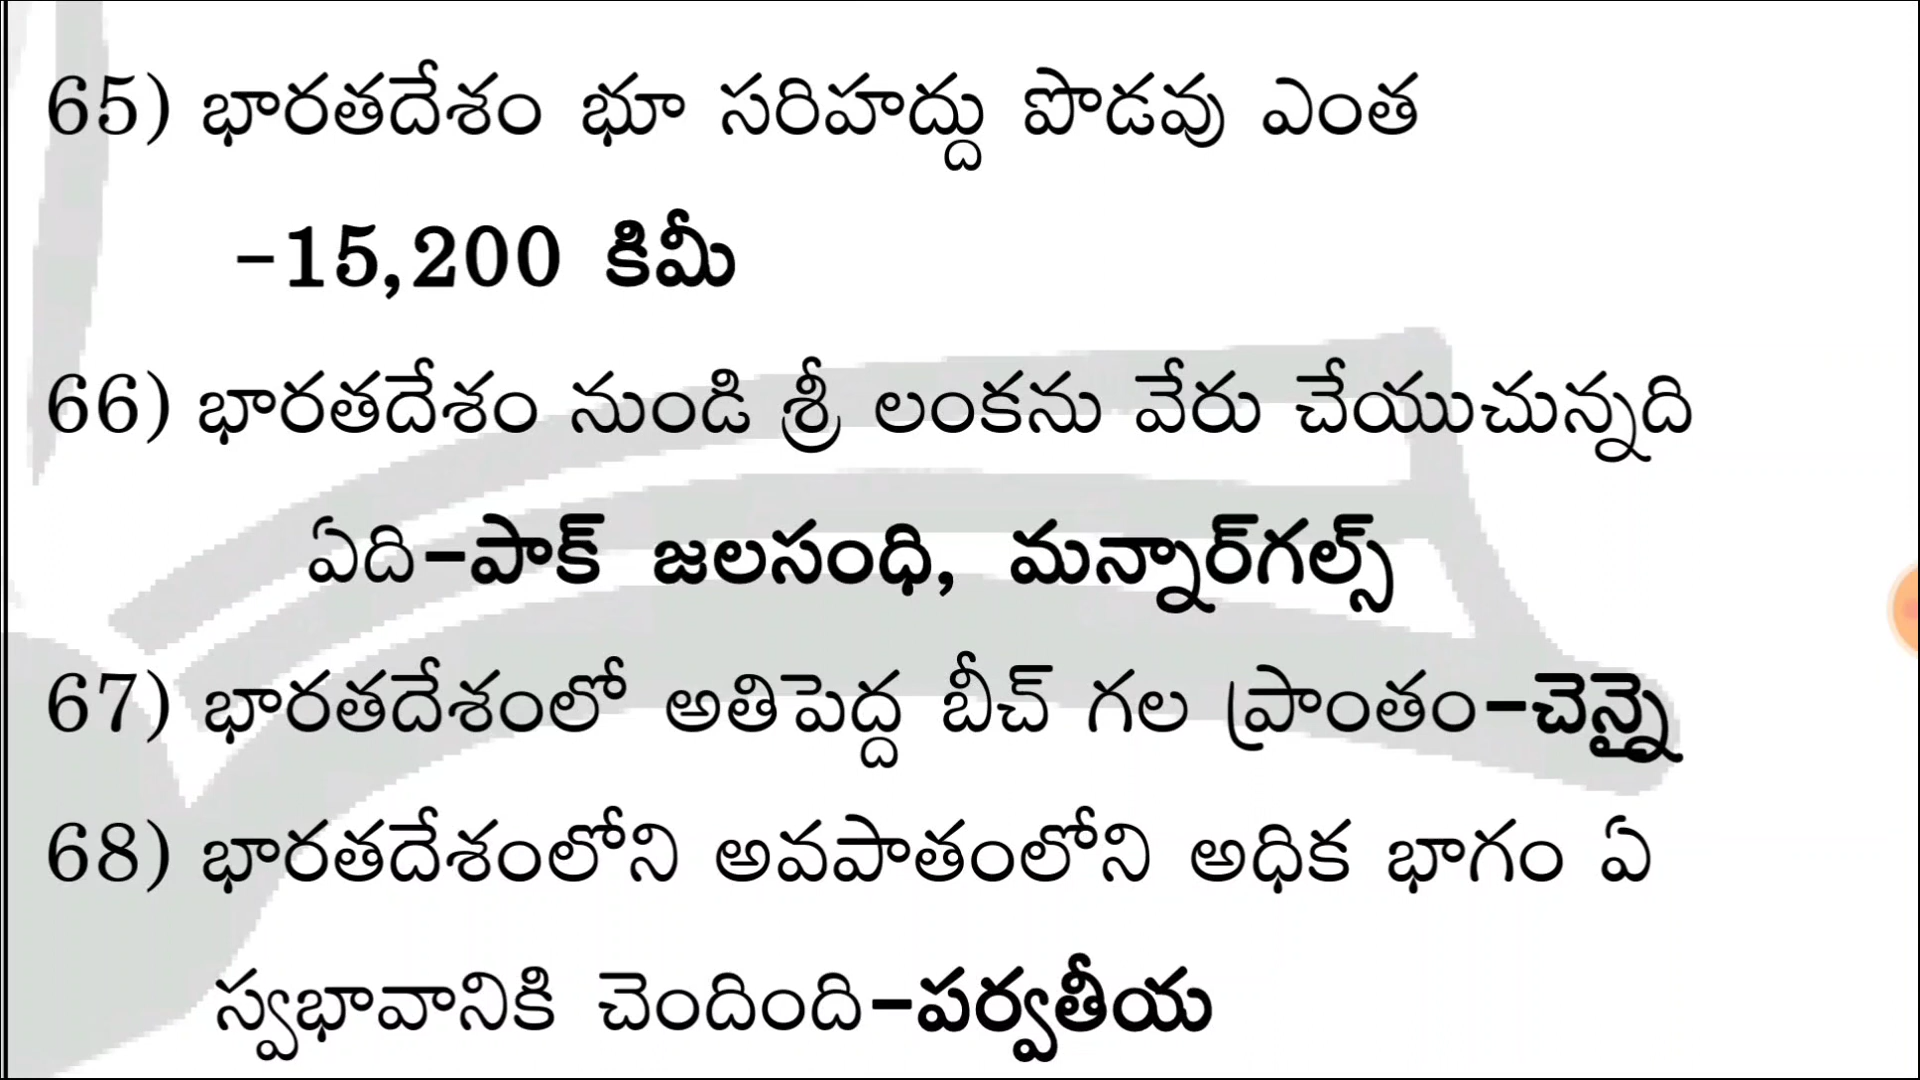 65) భారతదేశం భూ సరిహద్దు పొడవు ఎంత
-15,200 కిమీ
66) భారతదేశం నుండి శ్రీ లంకను వేరు చేయుచున్నది
ఏది-పాక్ జలసంధి, మన్నార్‌గల్స్
67) భారతదేశంలో అతిపెద్ద బీచ్ గల ప్రాంతం-చెన్నై
68) భారతదేశంలోని అవపాతంలోని అధిక భాగం ఏ
స్వభావానికి చెందింది-పర్వతీయ